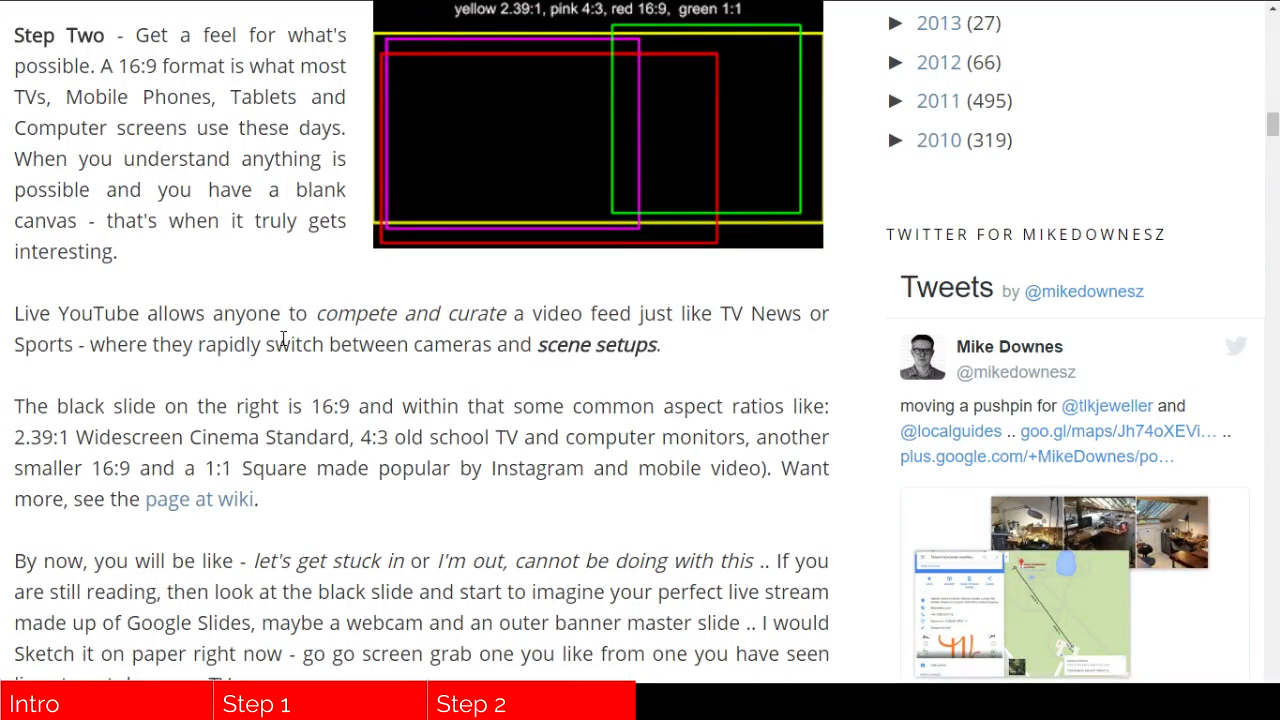 yellow 2.39:1, pink 4:3, red 16:9, green 1:1
Step Two - Get a feel for what's
possible. A 16:9 format is what most
TVs, Mobile Phones, Tablets and
Computer screens use these days.
When you understand anything is
possible and you have a blank
canvas - that's when it truly gets
interesting.
Live YouTube allows anyone to compete and curate a video feed just like TV News or
Sports - where they rapidly switch between cameras and scene setups.
The black slide on the right is 16:9 and within that some common aspect ratios like:
2.39:1 Widescreen Cinema Standard, 4:3 old school TV and computer monitors, another
smaller 16:9 and a 1:1 Square made popular by Instagram and mobile video). Want
more, see the page at wiki.
By now, you will be like - let's get stuck in or I'm out, cannot be doing with this .. If you
are still reading, then look at the black slide and start to imagine your perfect live stream
made up of Google Slides, maybe a webcam and an outer banner master slide .. I would
Sketch it on paper right now - go go screen grab one you like from one you have seen
► 2013 (27)
► 2012 (66)
► 2011 (495)
► 2010 (319)
TWITTER FOR MIKEDOWNESZ
Tweets by @mikedownesz
Mike Downes
@mikedownesz
moving a pushpin for @tlkjeweller and
@localguides .. goo.gl/maps/Jh74oXEVi… ..
plus.google.com/+MikeDownes/po…
Intro
Step 1
Step 2